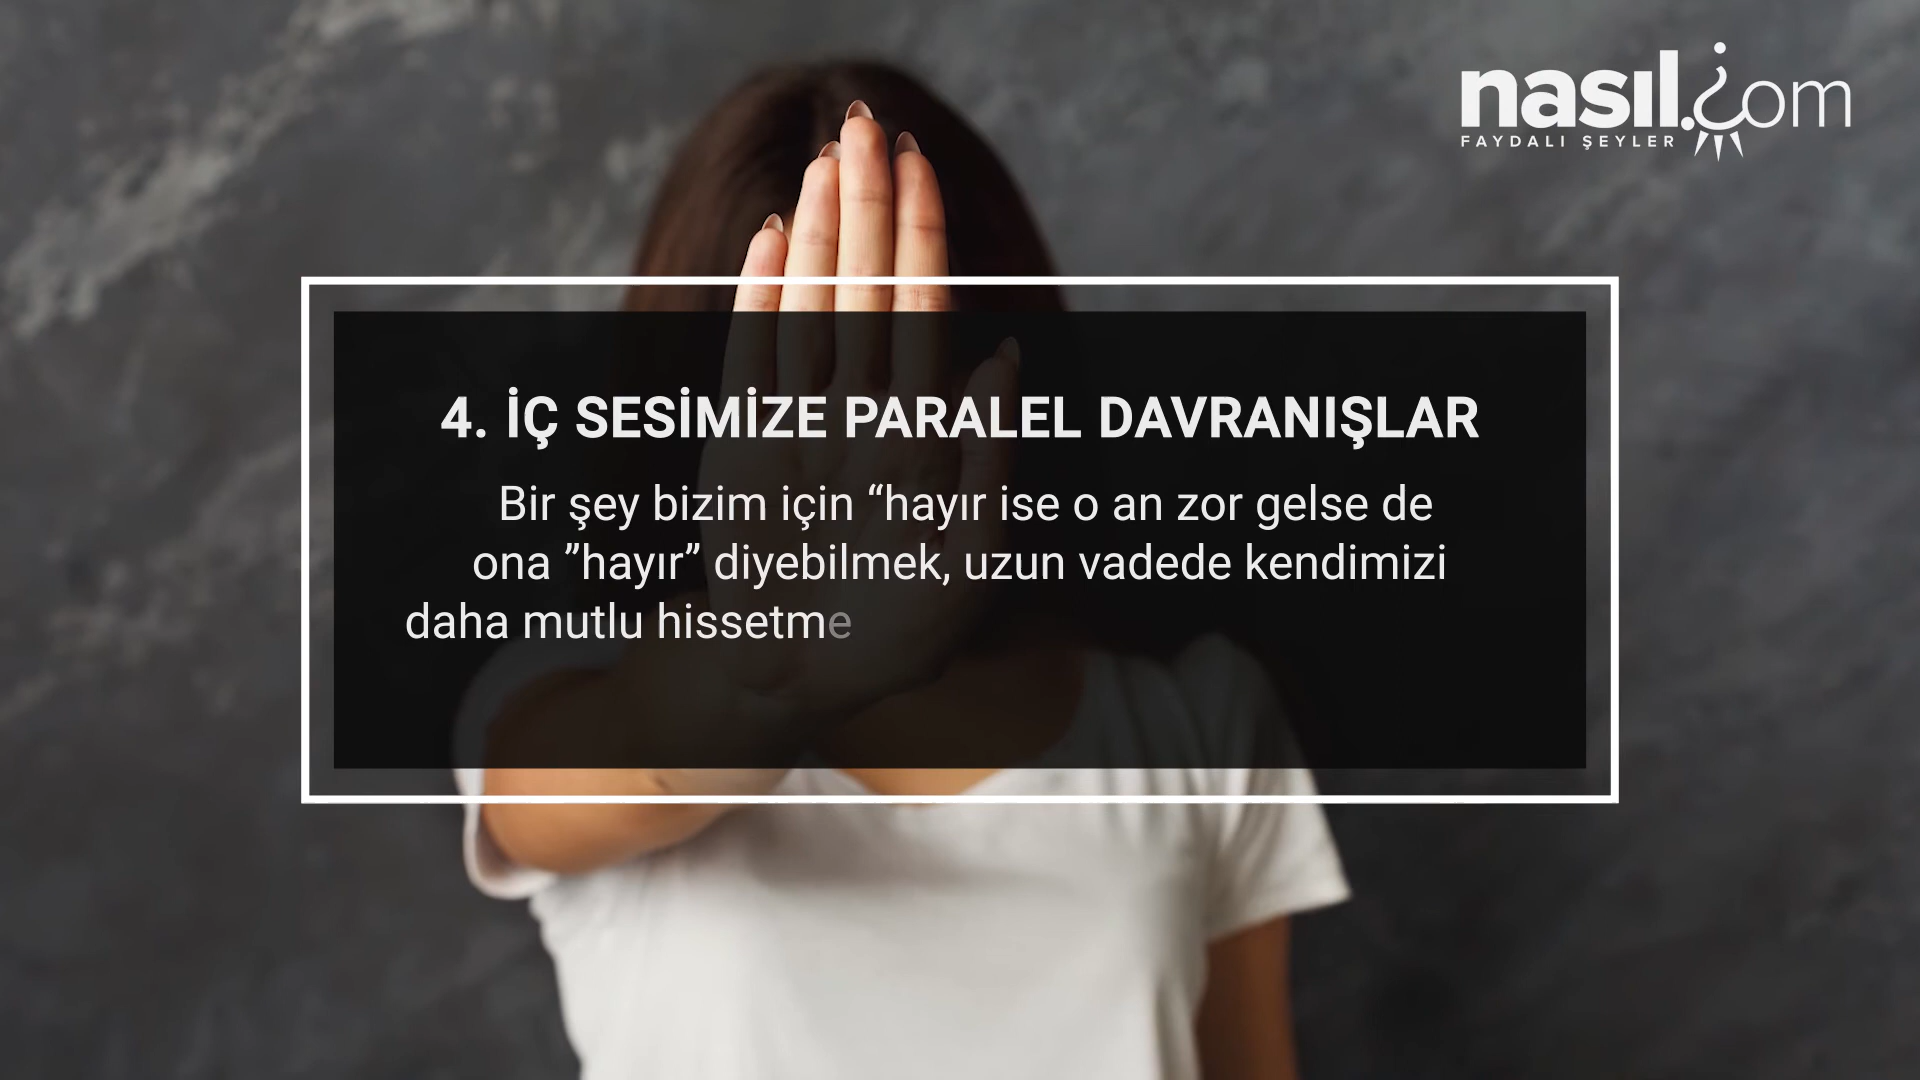 nasıl.com
FAYDALI ŞEYLER
4. İÇ SESİMİZE PARALEL DAVRANIŞLAR
Bir şey bizim için “hayır ise o an zor gelse de
ona ”hayır” diyebilmek, uzun vadede kendimizi
daha mutlu hissetme